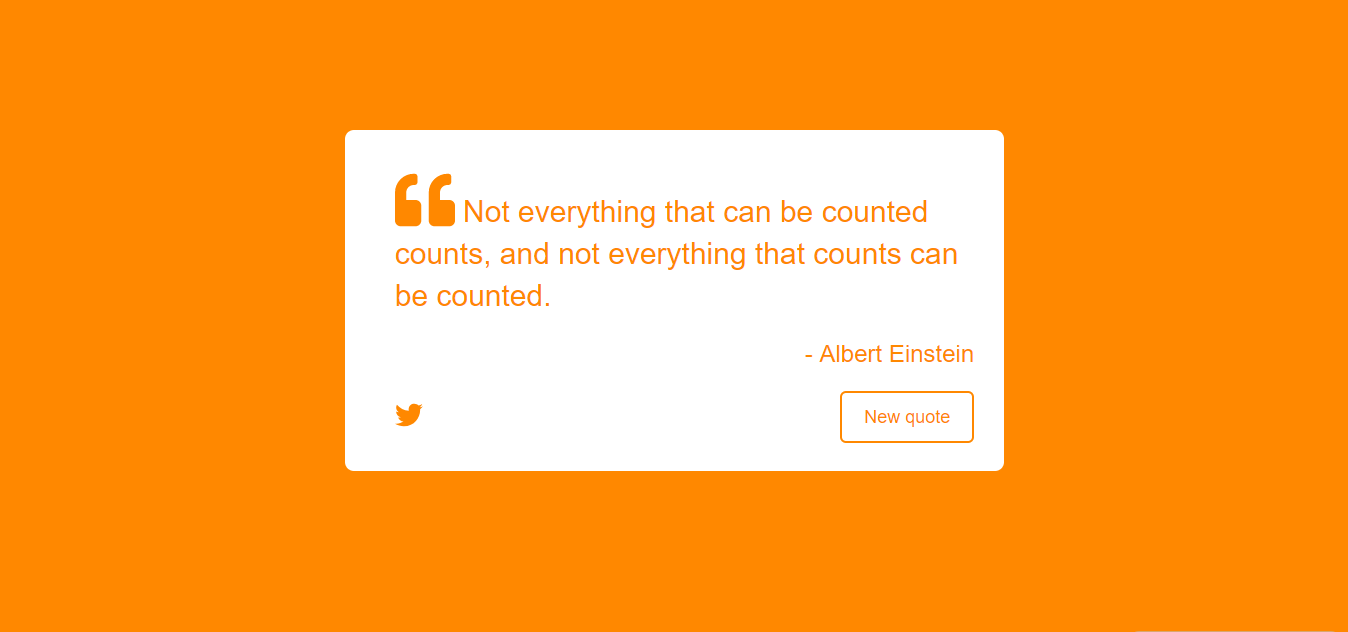 Not everything that can be counted
counts, and not everything that counts can
be counted.
- Albert Einstein
New quote